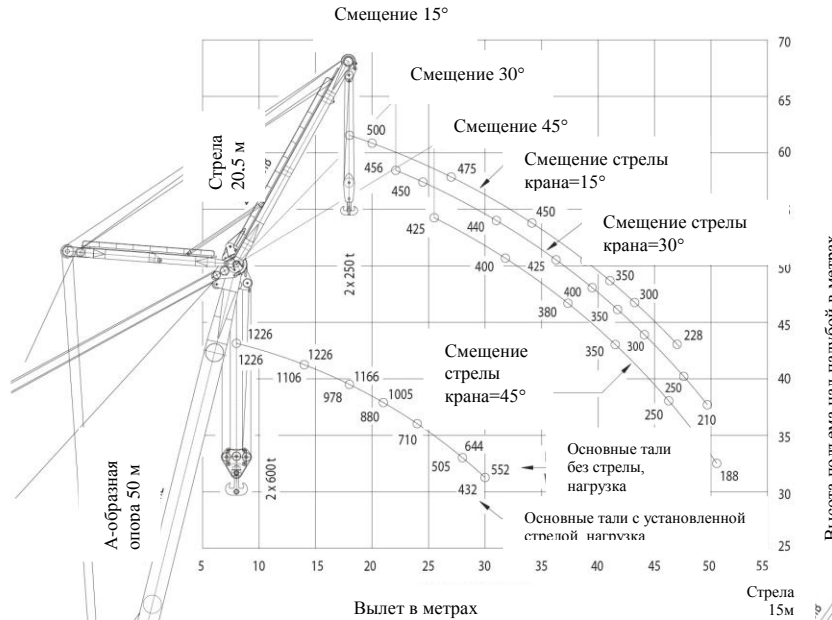 Смещение 15°
70
Смещение 30°
65
Смещение 45°
60
Стрела
20.5 м
500
475
456
450
450
440
425
425
400
400
380
350
350
350
300
300
250
250
228
210
188
Смещение стрелы
крана=15°
Смещение стрелы
крана=30°
Смещение
стрелы
крана=45°
2 x 250 t
50
45
40
35
30
25
1226
1226
1226
1106
1166
978
1005
880
710
644
505
552
432
2 x 600 t
Основные тали
без стрелы,
нагрузка
Основные тали с установленной
стрелой нагрузка
А-образная
опора 50 м
Высота подъема над палубой в метрах
5 10 15 20 25 30 35 40 45 50 55
Вылет в метрах
Стрела
15м